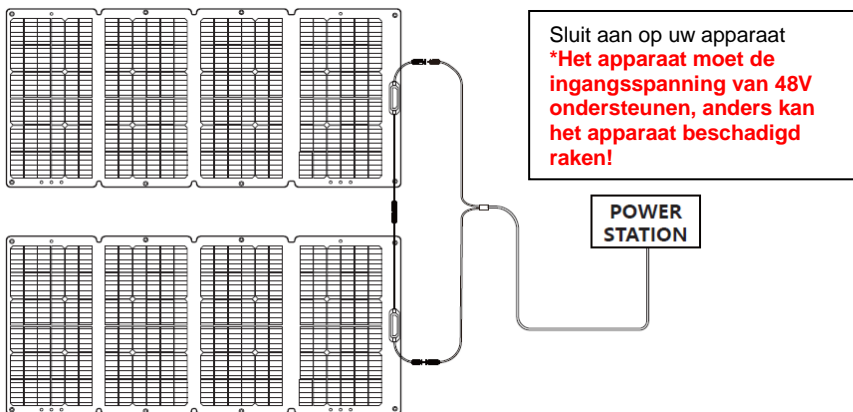 Sluit aan op uw apparaat
*Het apparaat moet de
ingangsspanning van 48V
ondersteunen, anders kan
het apparaat beschadigd
raken!
POWER
STATION